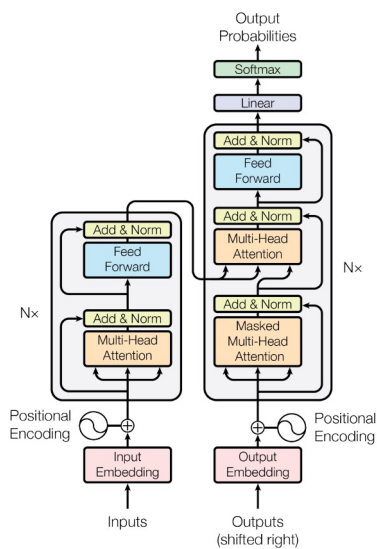 Output
Probabilities
Softmax
Linear
Add & Norm
Feed
Forward
Add & Norm
Multi-Head
Attention
Nx
Add & Norm
Masked
Multi-Head
Attention
Add & Norm
Feed
Forward
Nx
Add & Norm
Multi-Head
Attention
Positional
Encoding
Positional
Encoding
Input
Embedding
Output
Embedding
Inputs
Outputs
(shifted right)